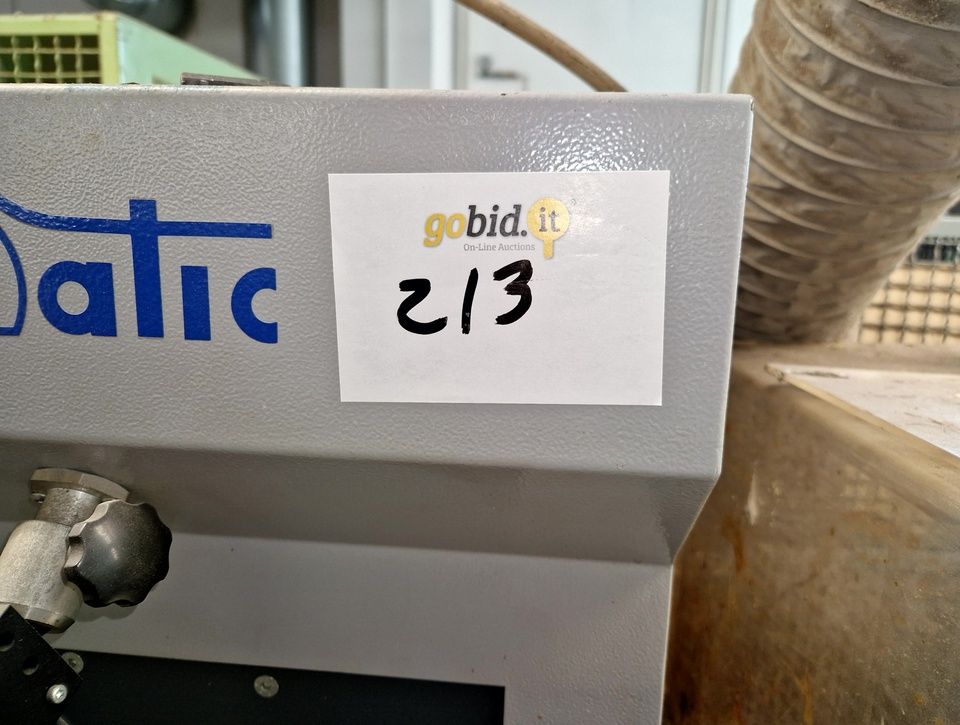 gobid.it
On-Line Auctions
213
atic